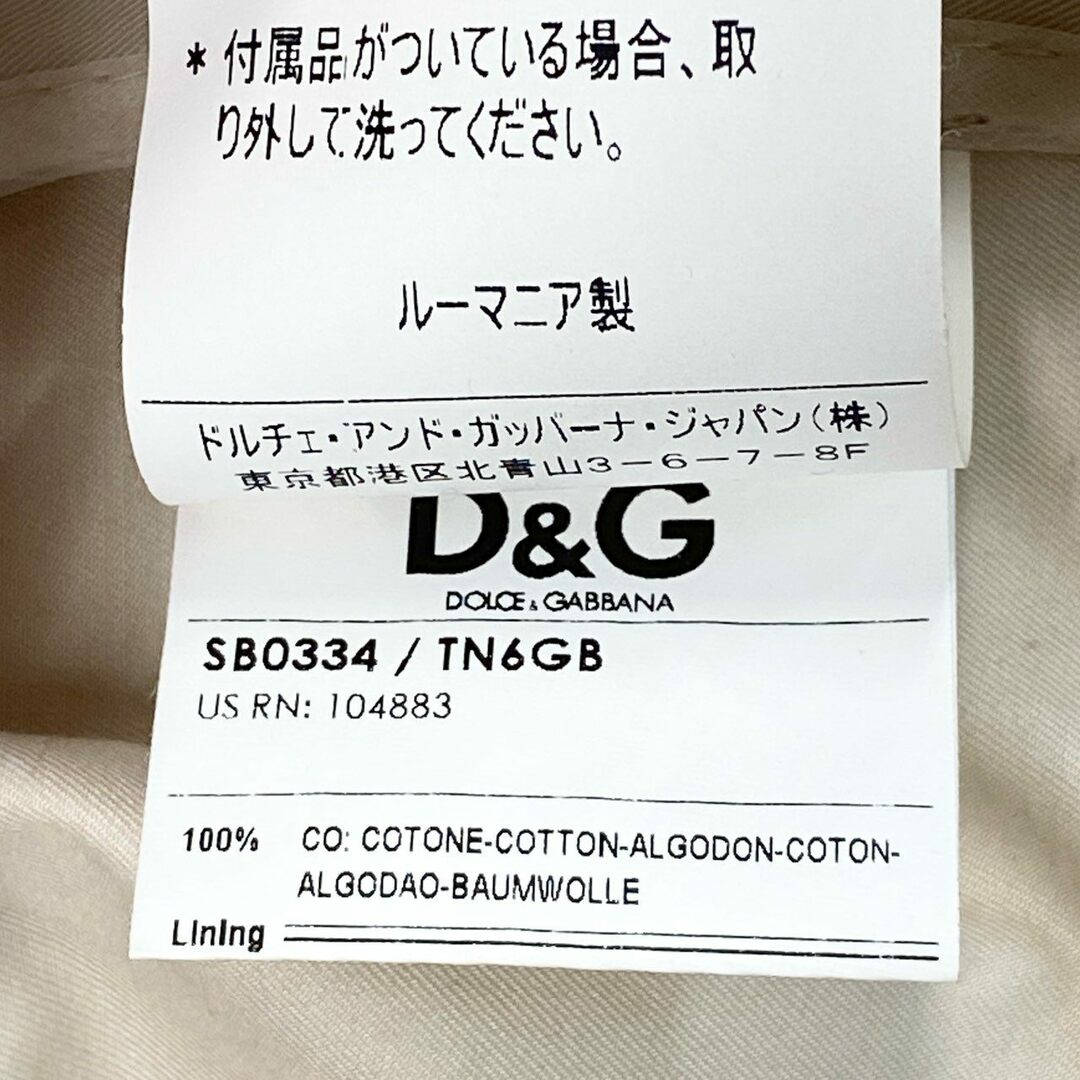 * 付属品がついている場合、取
り外して洗ってください。
ルーマニア製
ドルチェ・アンド・ガッバーナ・ジャパン(株)
東京都港区北青山3-6-7-8F
D&G
DOLCE & GABBANA
SB0334 / TN6GB
US RN: 104883
100% CO: COTONE-COTTON-ALGODON-COTON-
ALGODAO-BAUMWOLLE
Lining